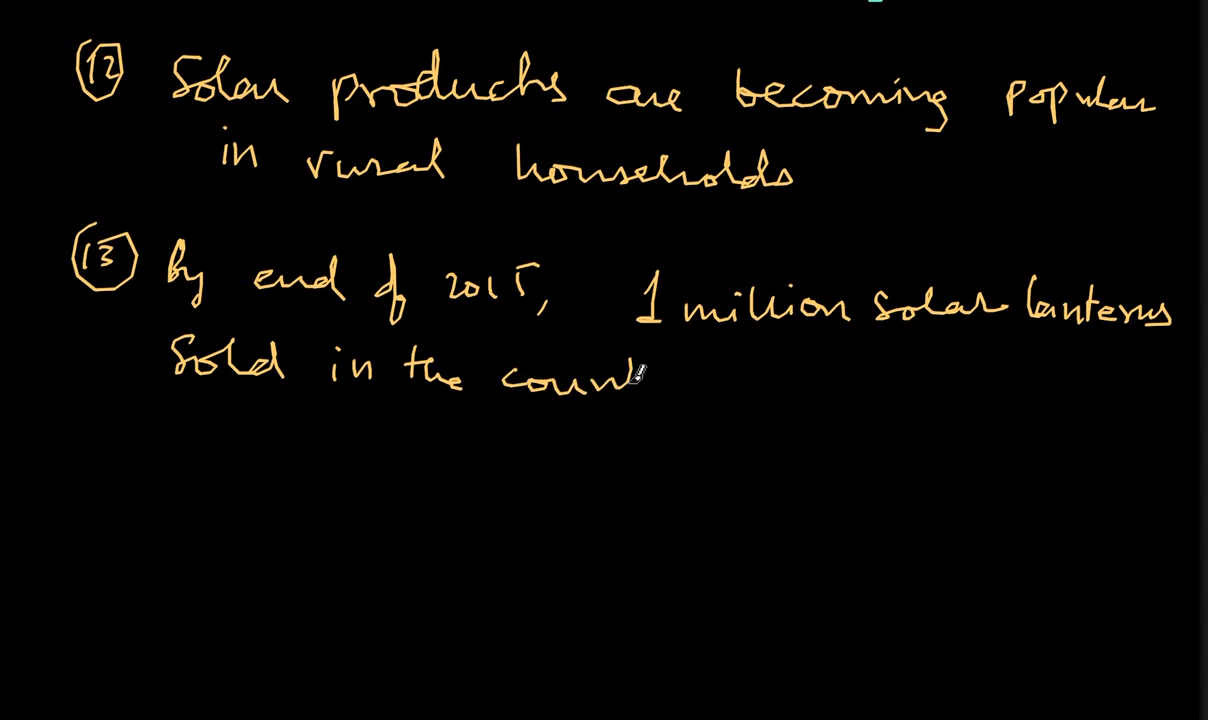 12 Solar products are becoming popular
in rural households
13 By end of 2015, 1 million solar lanterns
Sold in the coun